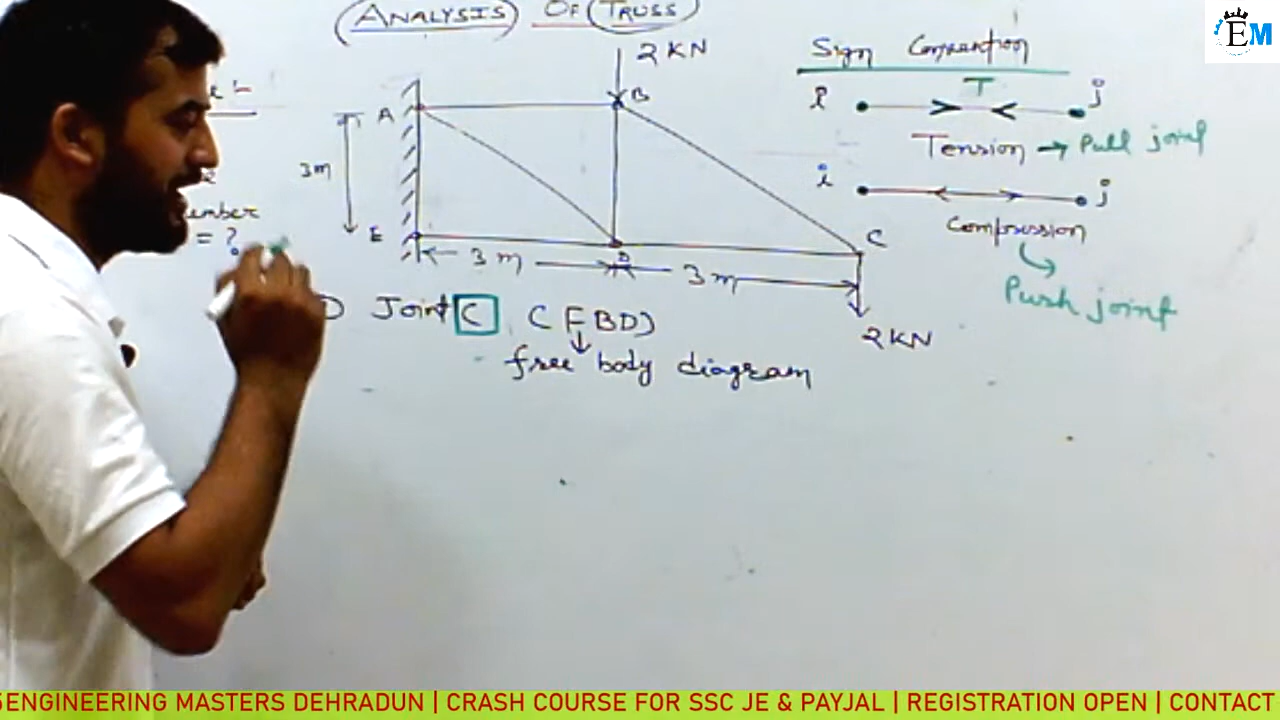 ANALYSIS OF TRUSS
EM
2 KN
Sign Convention
B
T
A
i j
3m
Tension → Pull joint
i j
= ?
E
C
Compression
D
3 m 3 m
Push joint
Joint C (FBD)
2 KN
free body diagram
ENGINEERING MASTERS DEHRADUN | CRASH COURSE FOR SSC JE & PAYJAL | REGISTRATION OPEN | CONTACT